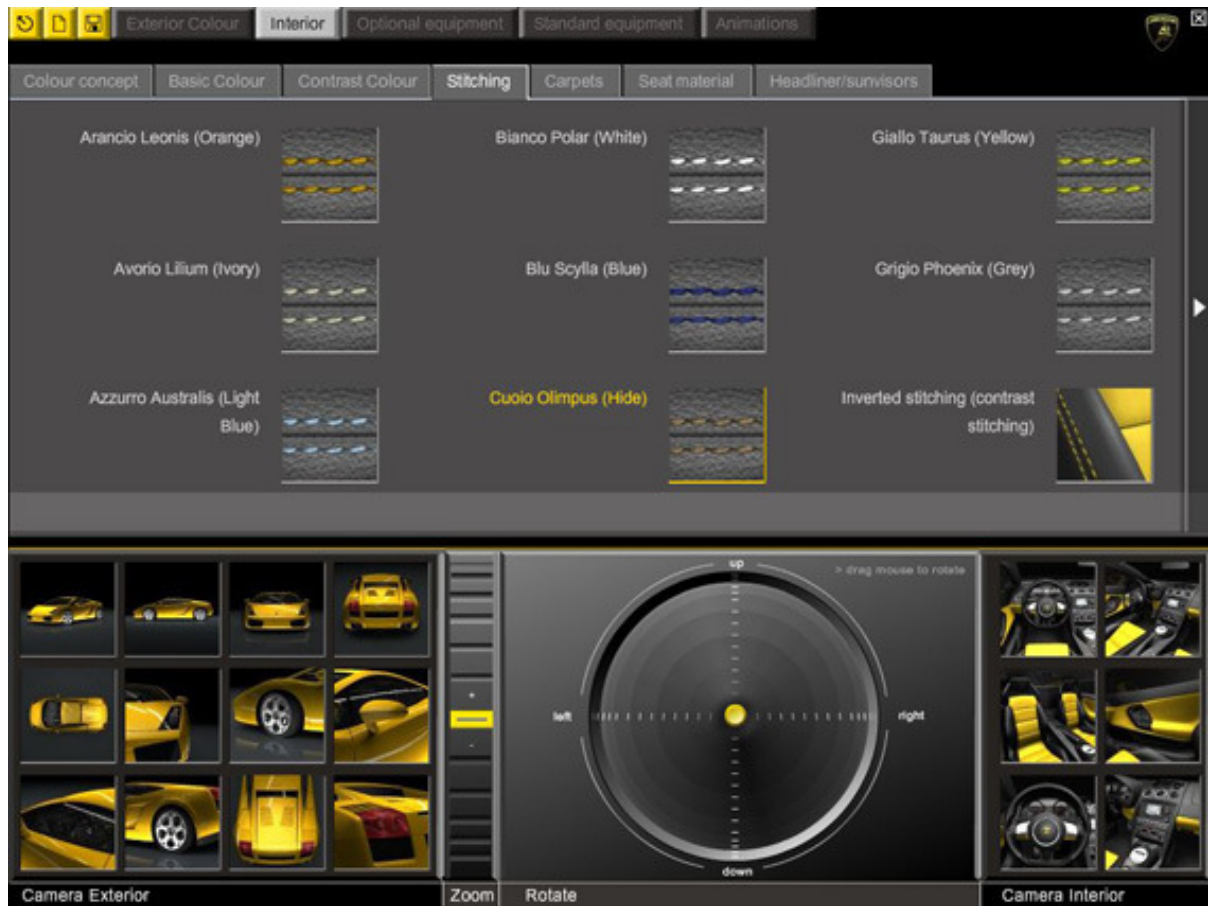 Exterior Colour Interior Optional equipment Standard equipment Animations
Colour concept Basic Colour Contrast Colour Stitching Carpets Seat material Headliner/sunvisors
Arancio Leonis (Orange) Bianco Polar (White) Giallo Taurus (Yellow)
Avorio Lilium (Ivory) Blu Scylla (Blue) Grigio Phoenix (Grey)
Azzurro Australis (Light Cuoio Olimpus (Hide) Inverted stitching (contrast
Blue) stitching)
up > drag mouse to rotate
+
left right
-
down
Camera Exterior Zoom Rotate Camera Interior